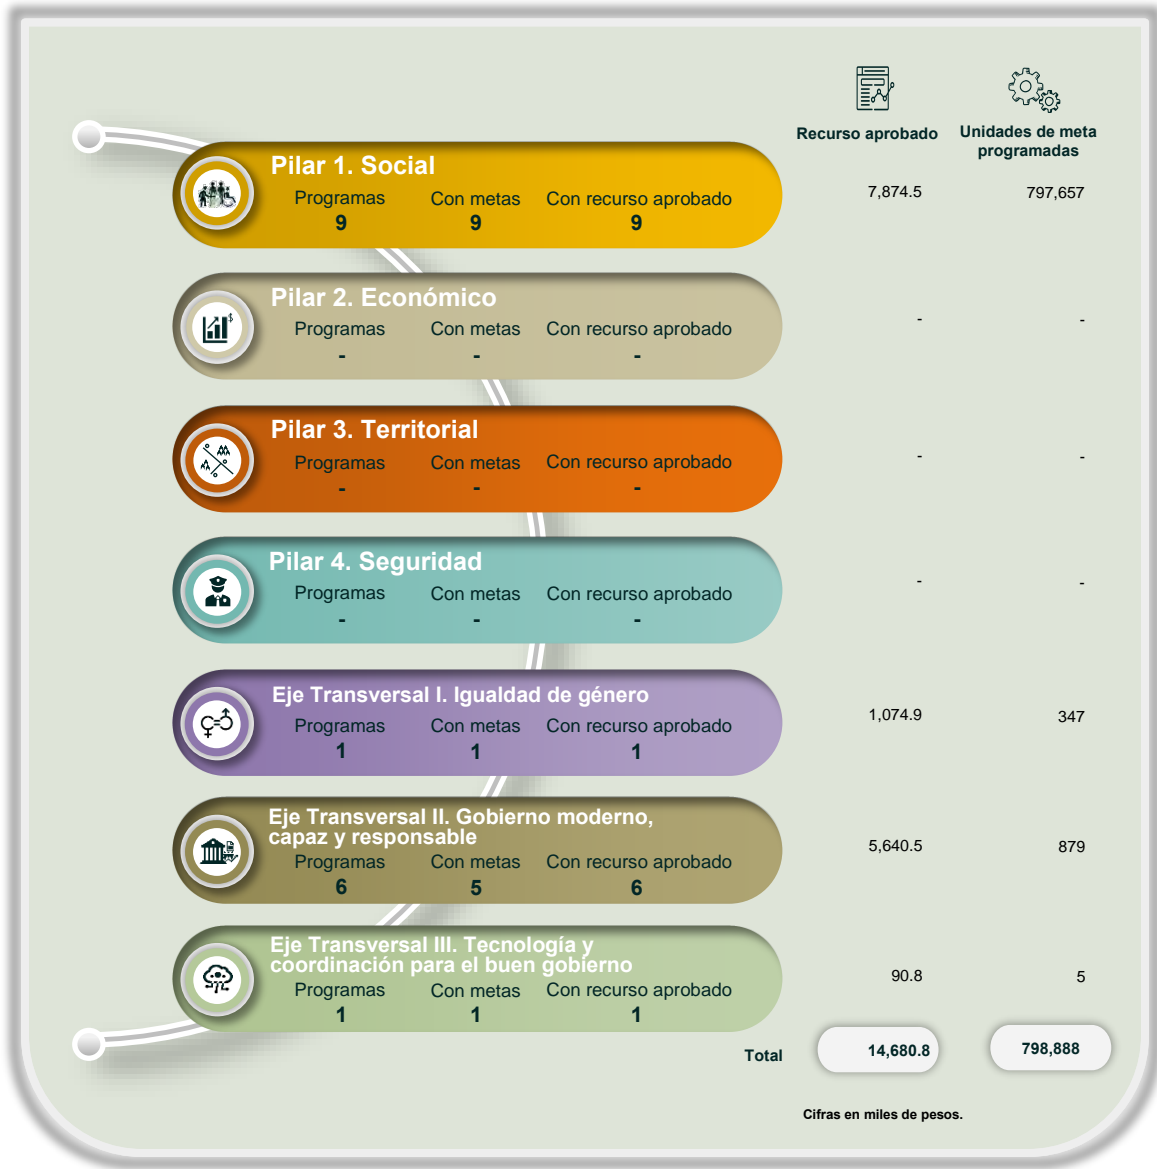 Recurso aprobado
Unidades de meta
programadas
Pilar 1. Social
Programas Con metas Con recurso aprobado
9 9 9
7,874.5 797,657
Pilar 2. Económico
Programas Con metas Con recurso aprobado
- - -
- -
Pilar 3. Territorial
Programas Con metas Con recurso aprobado
- - -
- -
Pilar 4. Seguridad
Programas Con metas Con recurso aprobado
- - -
- -
Eje Transversal I. Igualdad de género
Programas Con metas Con recurso aprobado
1 1 1
1,074.9 347
Eje Transversal II. Gobierno moderno,
capaz y responsable
Programas Con metas Con recurso aprobado
6 5 6
5,640.5 879
Eje Transversal III. Tecnología y
coordinación para el buen gobierno
Programas Con metas Con recurso aprobado
1 1 1
90.8 5
Total 14,680.8 798,888
Cifras en miles de pesos.